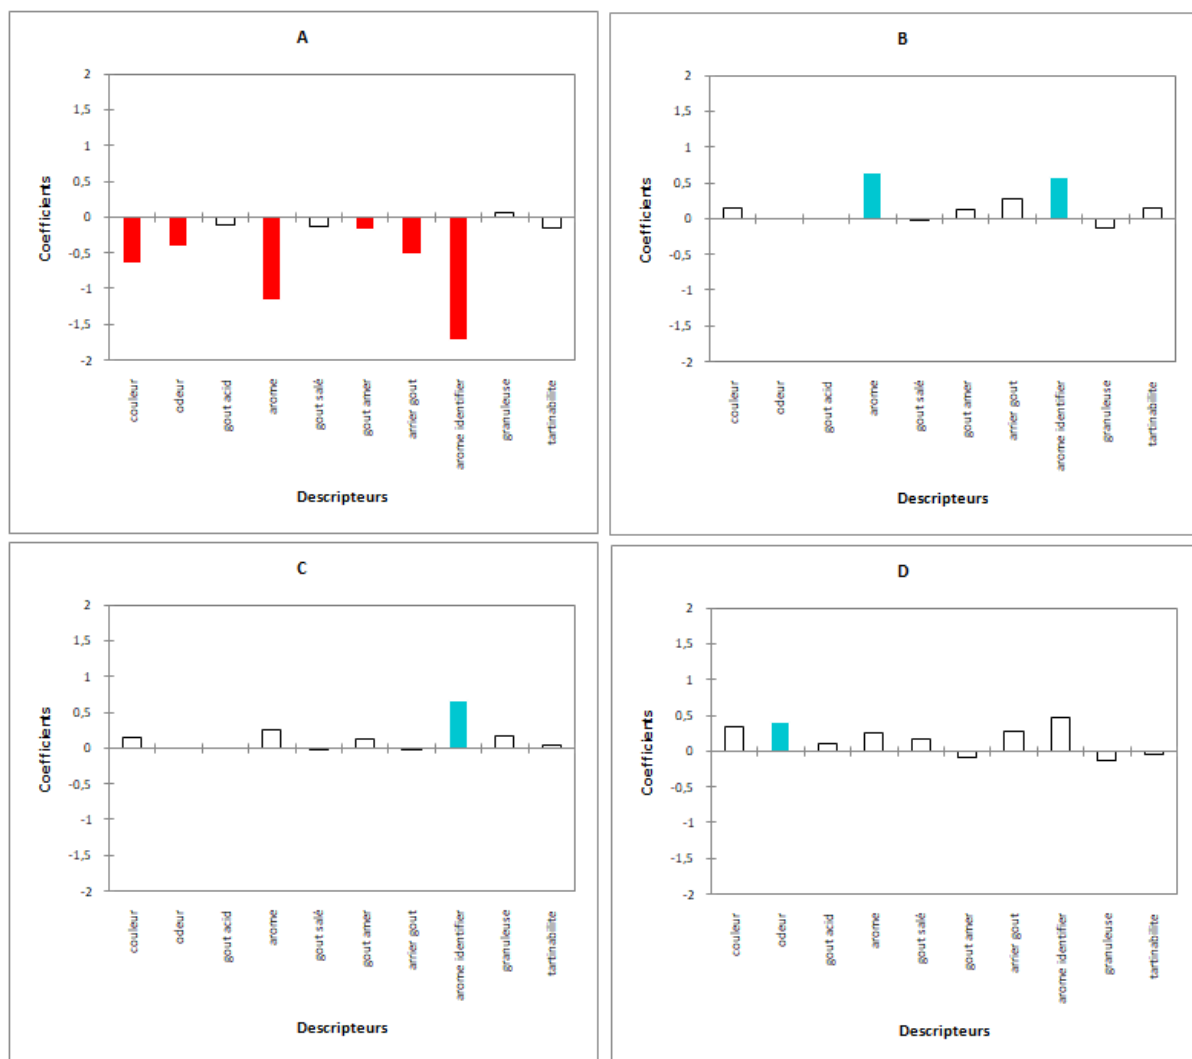 A
Coefficients
2
1,5
1
0,5
0
-0,5
-1
-1,5
-2
couleur
odeur
gout acid
arome
gout salé
gout amer
arrier gout
arome identifier
granuleuse
tartinabilite
Descripteurs
B
Coefficients
2
1,5
1
0,5
0
-0,5
-1
-1,5
-2
couleur
odeur
gout acid
arome
gout salé
gout amer
arrier gout
arome identifier
granuleuse
tartinabilite
Descripteurs
C
Coefficients
2
1,5
1
0,5
0
-0,5
-1
-1,5
-2
couleur
odeur
gout acid
arome
gout salé
gout amer
arrier gout
arome identifier
granuleuse
tartinabilite
Descripteurs
D
Coefficients
2
1,5
1
0,5
0
-0,5
-1
-1,5
-2
couleur
odeur
gout acid
arome
gout salé
gout amer
arrier gout
arome identifier
granuleuse
tartinabilite
Descripteurs